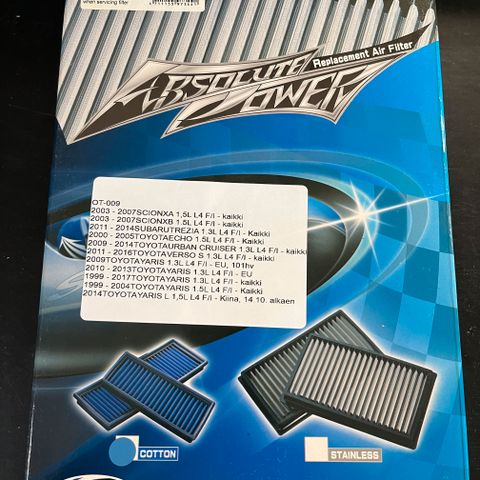 when servicing filter
ABSOLUTE
POWER
Replacement Air Filter
OT-009
2003 - 2007SCIONXA 1,5L L4 F/I - kaikki
2003 - 2007SCIONXB 1.5L L4 F/I - kaikki
2011 - 2014SUBARUTREZIA 1.3L L4 F/I - Kaikki
2000 - 2005TOYOTAECHO 1.5L L4 F/I - Kaikki
2009 - 2014TOYOTAURBAN CRUISER 1.3L L4 F/I - kaikki
2011 - 2016TOYOTAVERSO S 1.3L L4 F/I - kaikki
2009TOYOTAYARIS 1.3L L4 F/I - EU, 101hv
2010 - 2013TOYOTAYARIS 1.3L L4 F/I - EU
1999 - 2017TOYOTAYARIS 1.3L L4 F/I - kaikki
1999 - 2004TOYOTAYARIS 1.5L L4 F/I - Kaikki
2014TOYOTAYARIS L 1,5L L4 F/I - Kiina, 14.10. alkaen
COTTON
STAINLESS